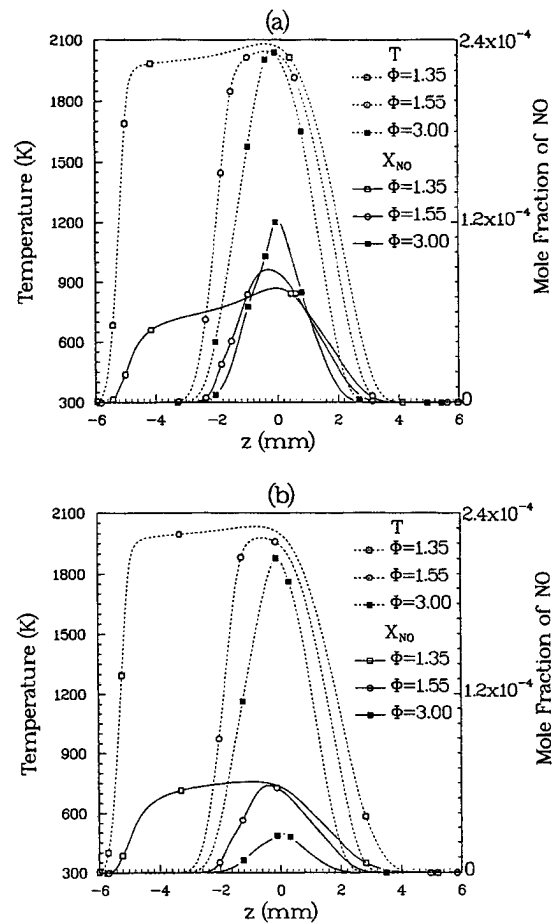 (a)
2100
1800
1500
1200
900
600
300
Temperature (K)
2.4x10⁻⁴
1.2x10⁻⁴
0
Mole Fraction of NO
T
Φ=1.35
Φ=1.55
Φ=3.00
X_NO
Φ=1.35
Φ=1.55
Φ=3.00
-6
-4
-2
0
2
4
6
z (mm)
(b)
2100
1800
1500
1200
900
600
300
Temperature (K)
2.4x10⁻⁴
1.2x10⁻⁴
0
Mole Fraction of NO
T
Φ=1.35
Φ=1.55
Φ=3.00
X_NO
Φ=1.35
Φ=1.55
Φ=3.00
-6
-4
-2
0
2
4
6
z (mm)